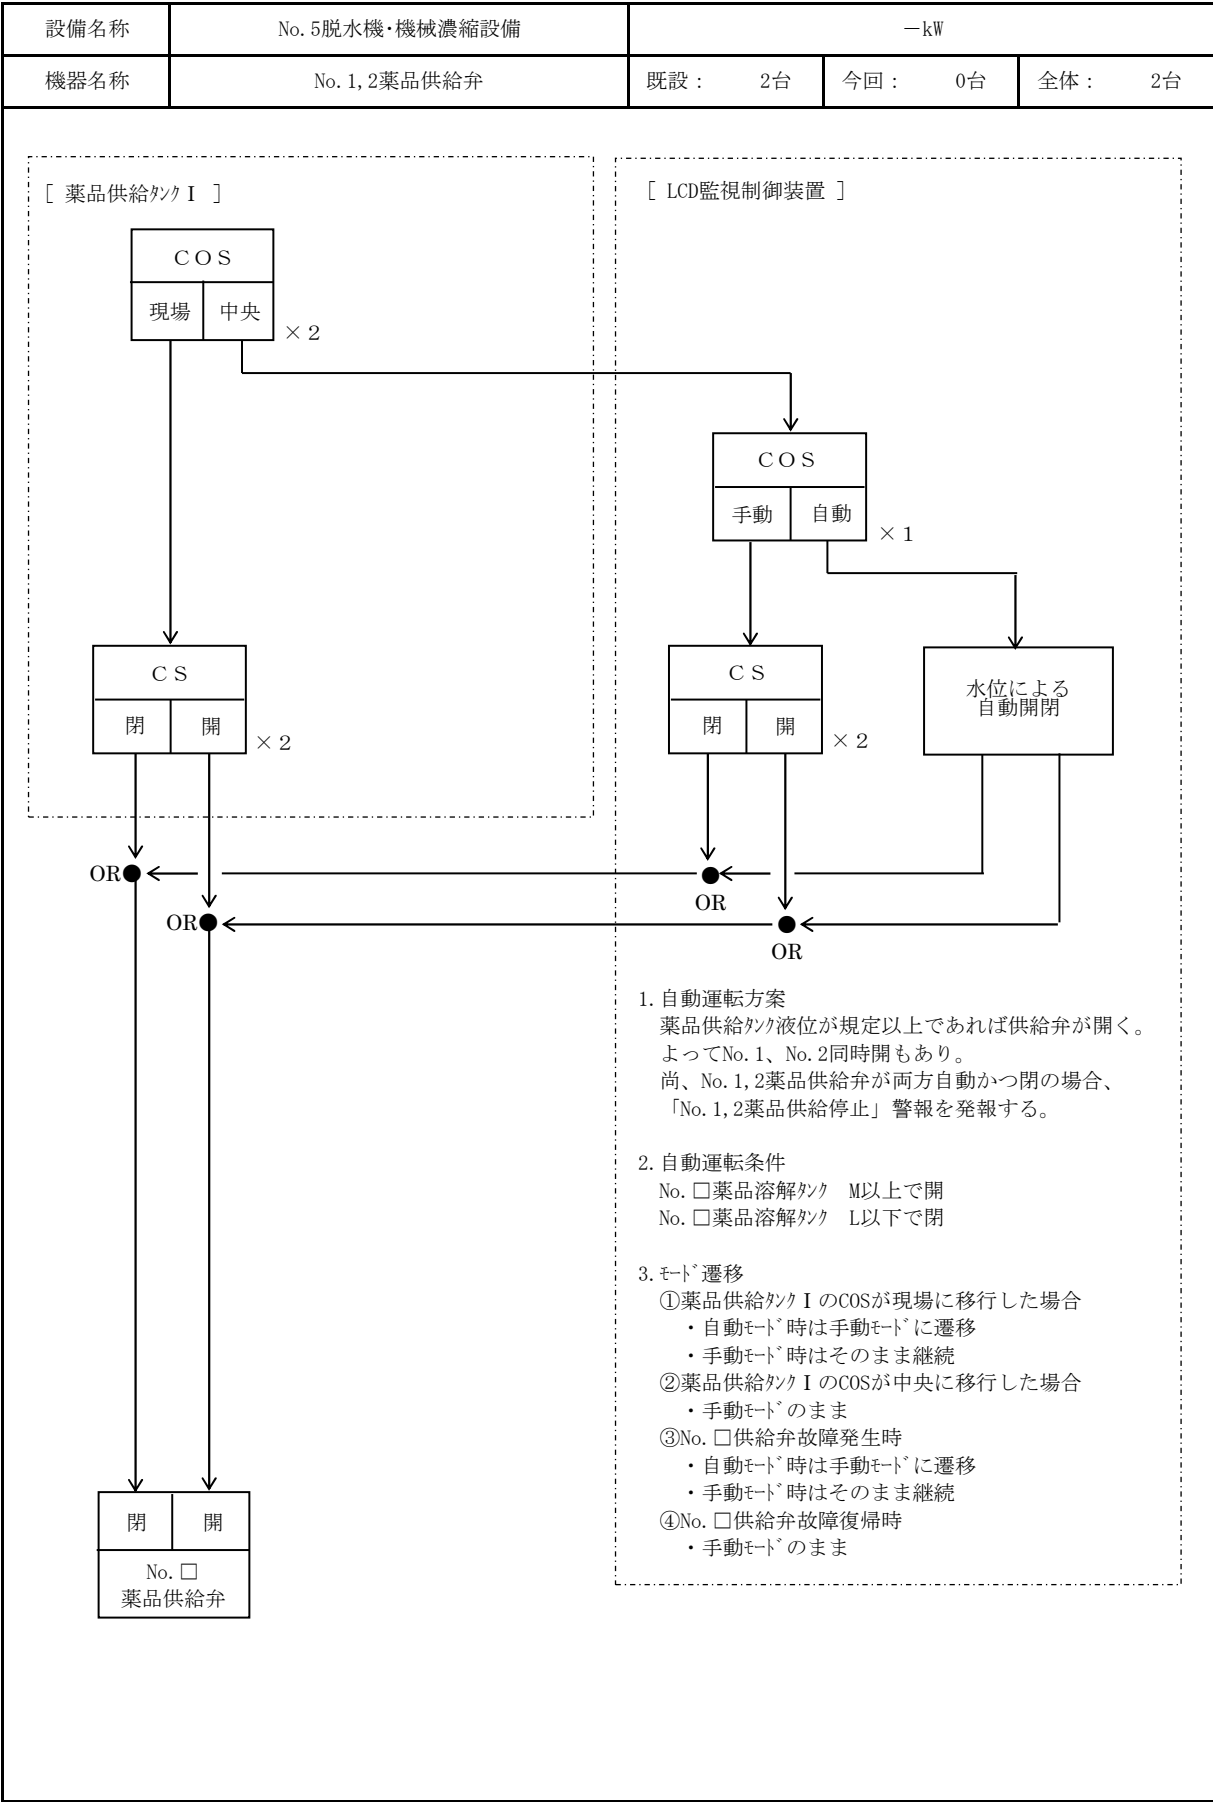 設備名称 No.5脱水機・機械濃縮設備 －kW
機器名称 No.1,2薬品供給弁 既設： 2台 今回： 0台 全体： 2台
[ 薬品供給ﾀﾝｸⅠ ]
[ LCD監視制御装置 ]
ＣＯＳ
現場 中央
×２
ＣＯＳ
手動 自動
×１
ＣＳ
閉 開
×２
ＣＳ
閉 開
×２
水位による
自動開閉
OR
OR
OR
OR
1.自動運転方案
薬品供給ﾀﾝｸ液位が規定以上であれば供給弁が開く。
よってNo.1、No.2同時開もあり。
尚、No.1,2薬品供給弁が両方自動かつ閉の場合、
「No.1,2薬品供給停止」警報を発報する。
2.自動運転条件
No.□薬品溶解ﾀﾝｸ　M以上で開
No.□薬品溶解ﾀﾝｸ　L以下で閉
3.ﾓｰﾄﾞ遷移
①薬品供給ﾀﾝｸⅠのCOSが現場に移行した場合
・自動ﾓｰﾄﾞ時は手動ﾓｰﾄﾞに遷移
・手動ﾓｰﾄﾞ時はそのまま継続
②薬品供給ﾀﾝｸⅠのCOSが中央に移行した場合
・手動ﾓｰﾄﾞのまま
③No.□供給弁故障発生時
・自動ﾓｰﾄﾞ時は手動ﾓｰﾄﾞに遷移
・手動ﾓｰﾄﾞ時はそのまま継続
④No.□供給弁故障復帰時
・手動ﾓｰﾄﾞのまま
閉 開
No.□
薬品供給弁